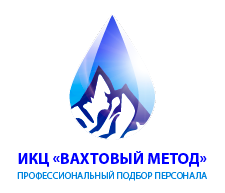 ИКЦ «ВАХТОВЫЙ МЕТОД»
ПРОФЕССИОНАЛЬНЫЙ ПОДБОР ПЕРСОНАЛА